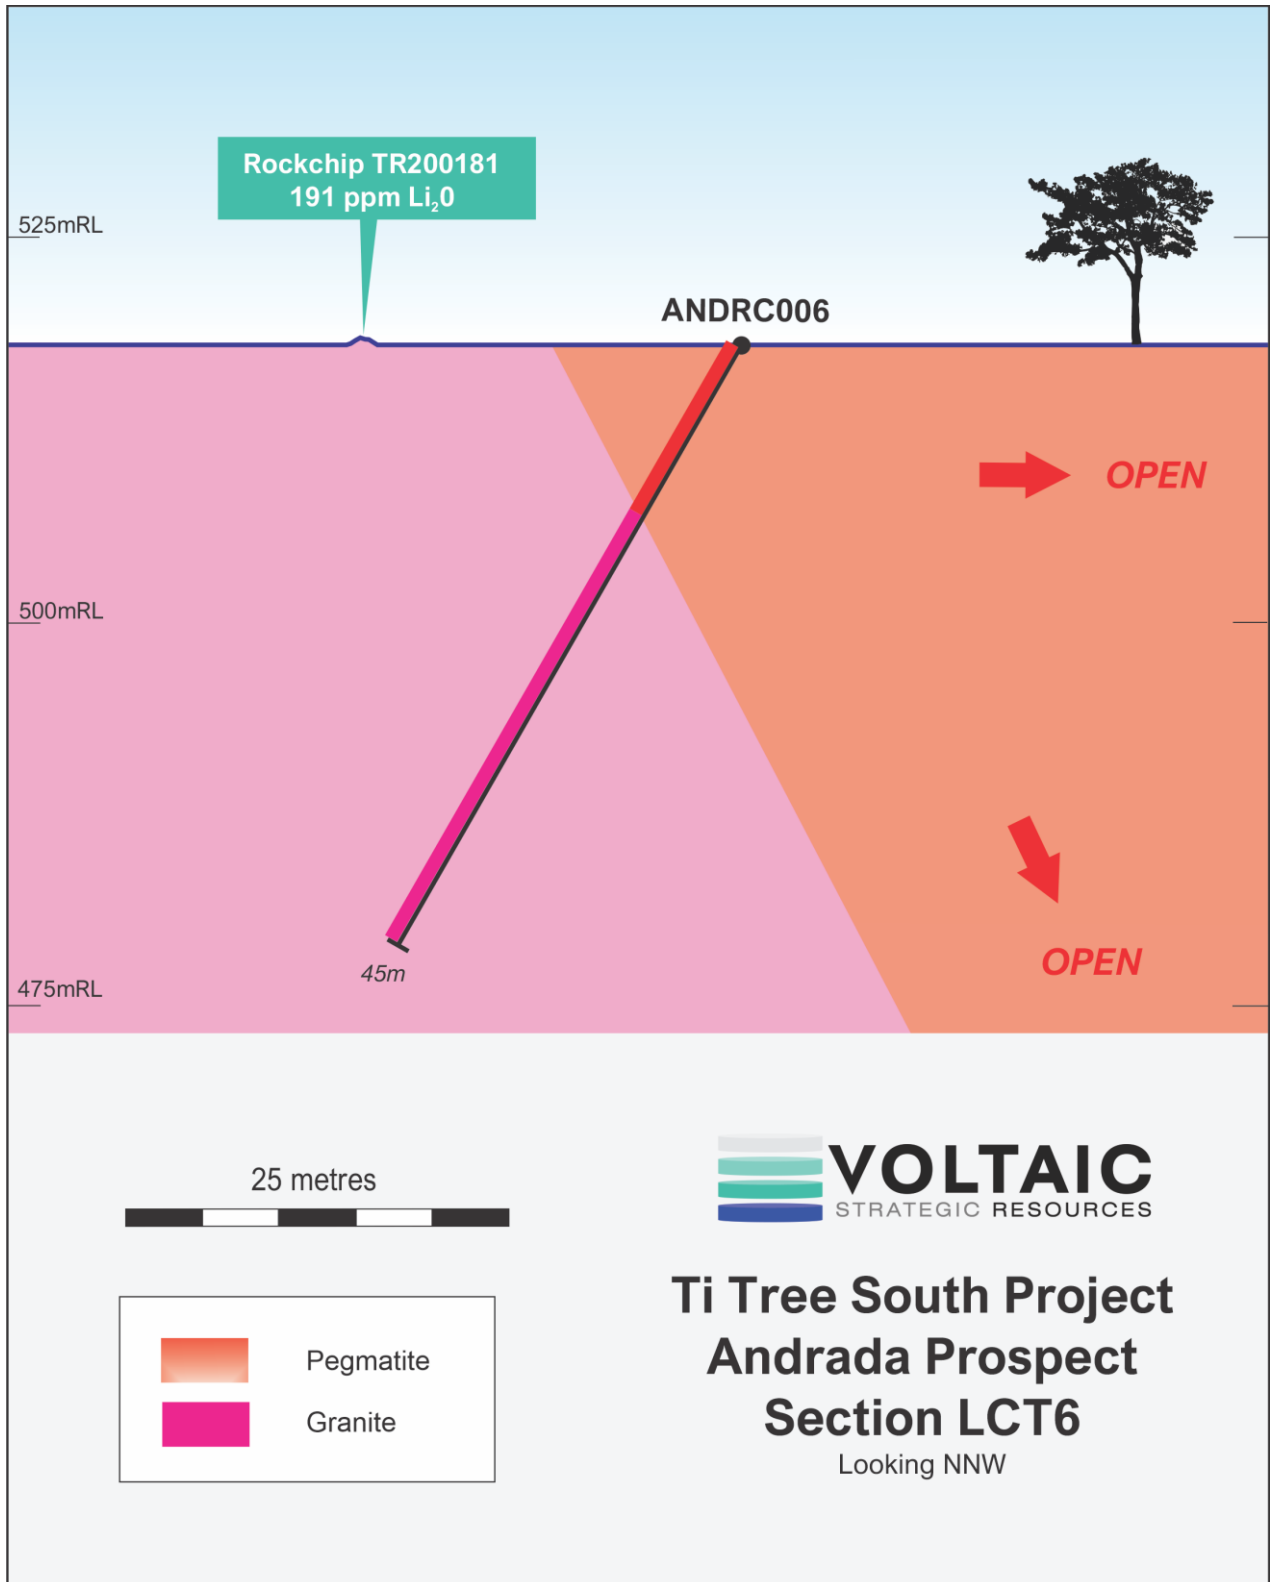 Rockchip TR200181
191 ppm Li₂0
525mRL
ANDRC006
OPEN
500mRL
OPEN
45m
475mRL
25 metres
VOLTAIC
STRATEGIC RESOURCES
Pegmatite
Granite
Ti Tree South Project
Andrada Prospect
Section LCT6
Looking NNW